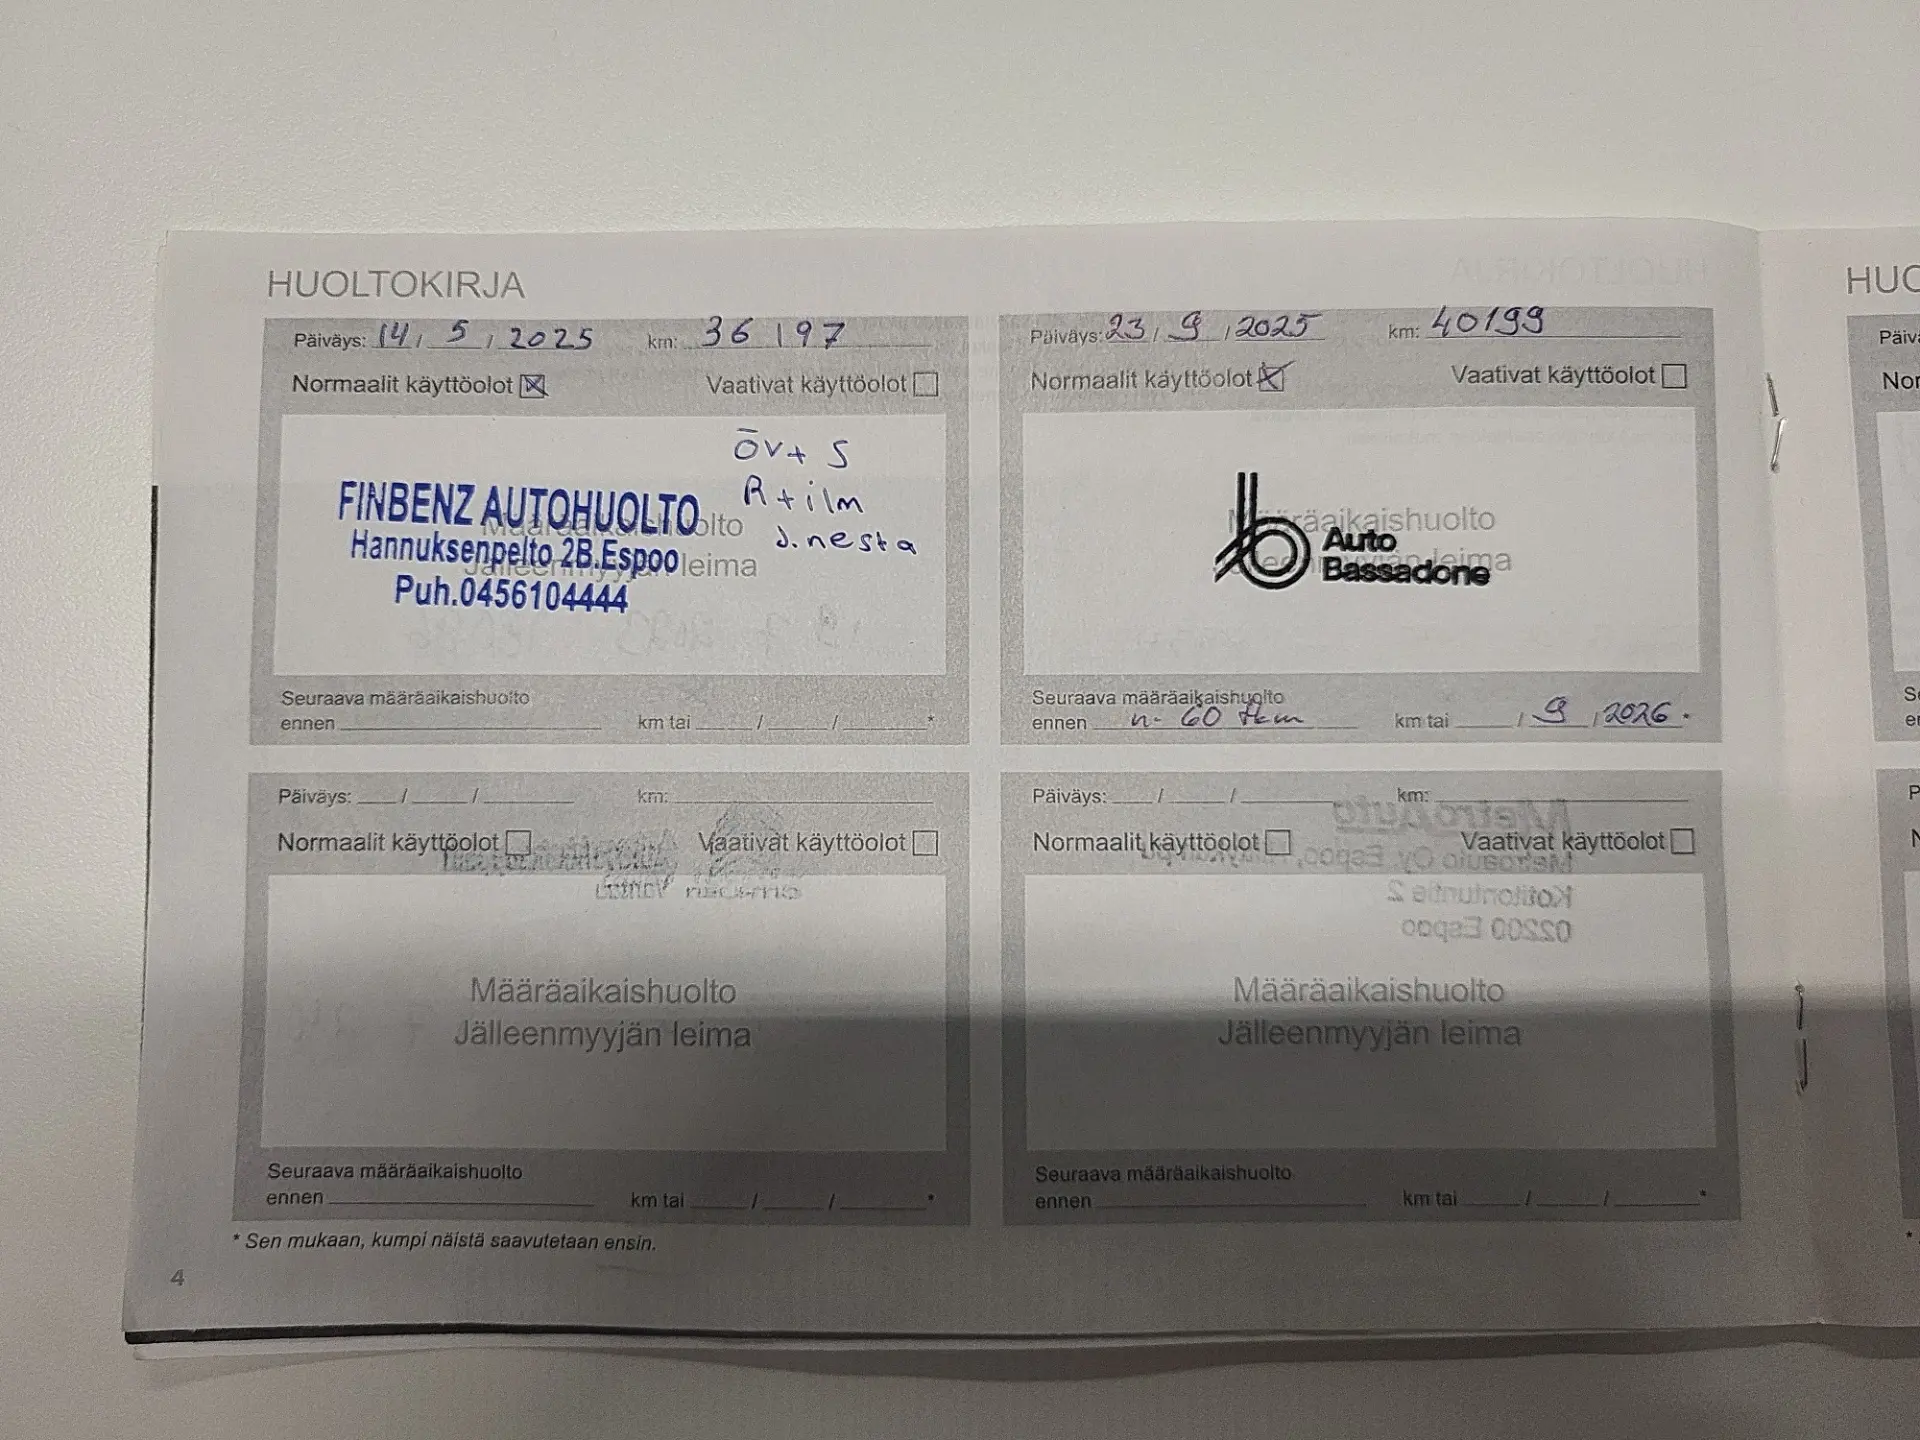 HUOLTOKIRJA
Päiväys: 14 / 5 / 2025 km: 36 197
Normaalit käyttöolot ☒ Vaativat käyttöolot ☐
ÖV+ S
R + ilm
J.nesta
FINBENZ AUTOHUOLTO
Hannuksenpelto 2B.Espoo
Puh.0456104444
Määräaikaishuolto
Jälleenmyyjän leima
Seuraava määräaikaishuolto
ennen km tai / / *
Päiväys: 23 / 9 / 2025 km: 40199
Normaalit käyttöolot ☒ Vaativat käyttöolot ☐
Määräaikaishuolto
Jälleenmyyjän leima
Auto
Bassadone
Seuraava määräaikaishuolto
ennen n. 60 tkm km tai / 9 / 2026 .
Päiväys: / / km:
Normaalit käyttöolot ☐ Vaativat käyttöolot ☐
Määräaikaishuolto
Jälleenmyyjän leima
Seuraava määräaikaishuolto
ennen km tai / / *
Päiväys: / / km:
Normaalit käyttöolot ☐ Vaativat käyttöolot ☐
Määräaikaishuolto
Jälleenmyyjän leima
Seuraava määräaikaishuolto
ennen km tai / / *
* Sen mukaan, kumpi näistä saavutetaan ensin.
4